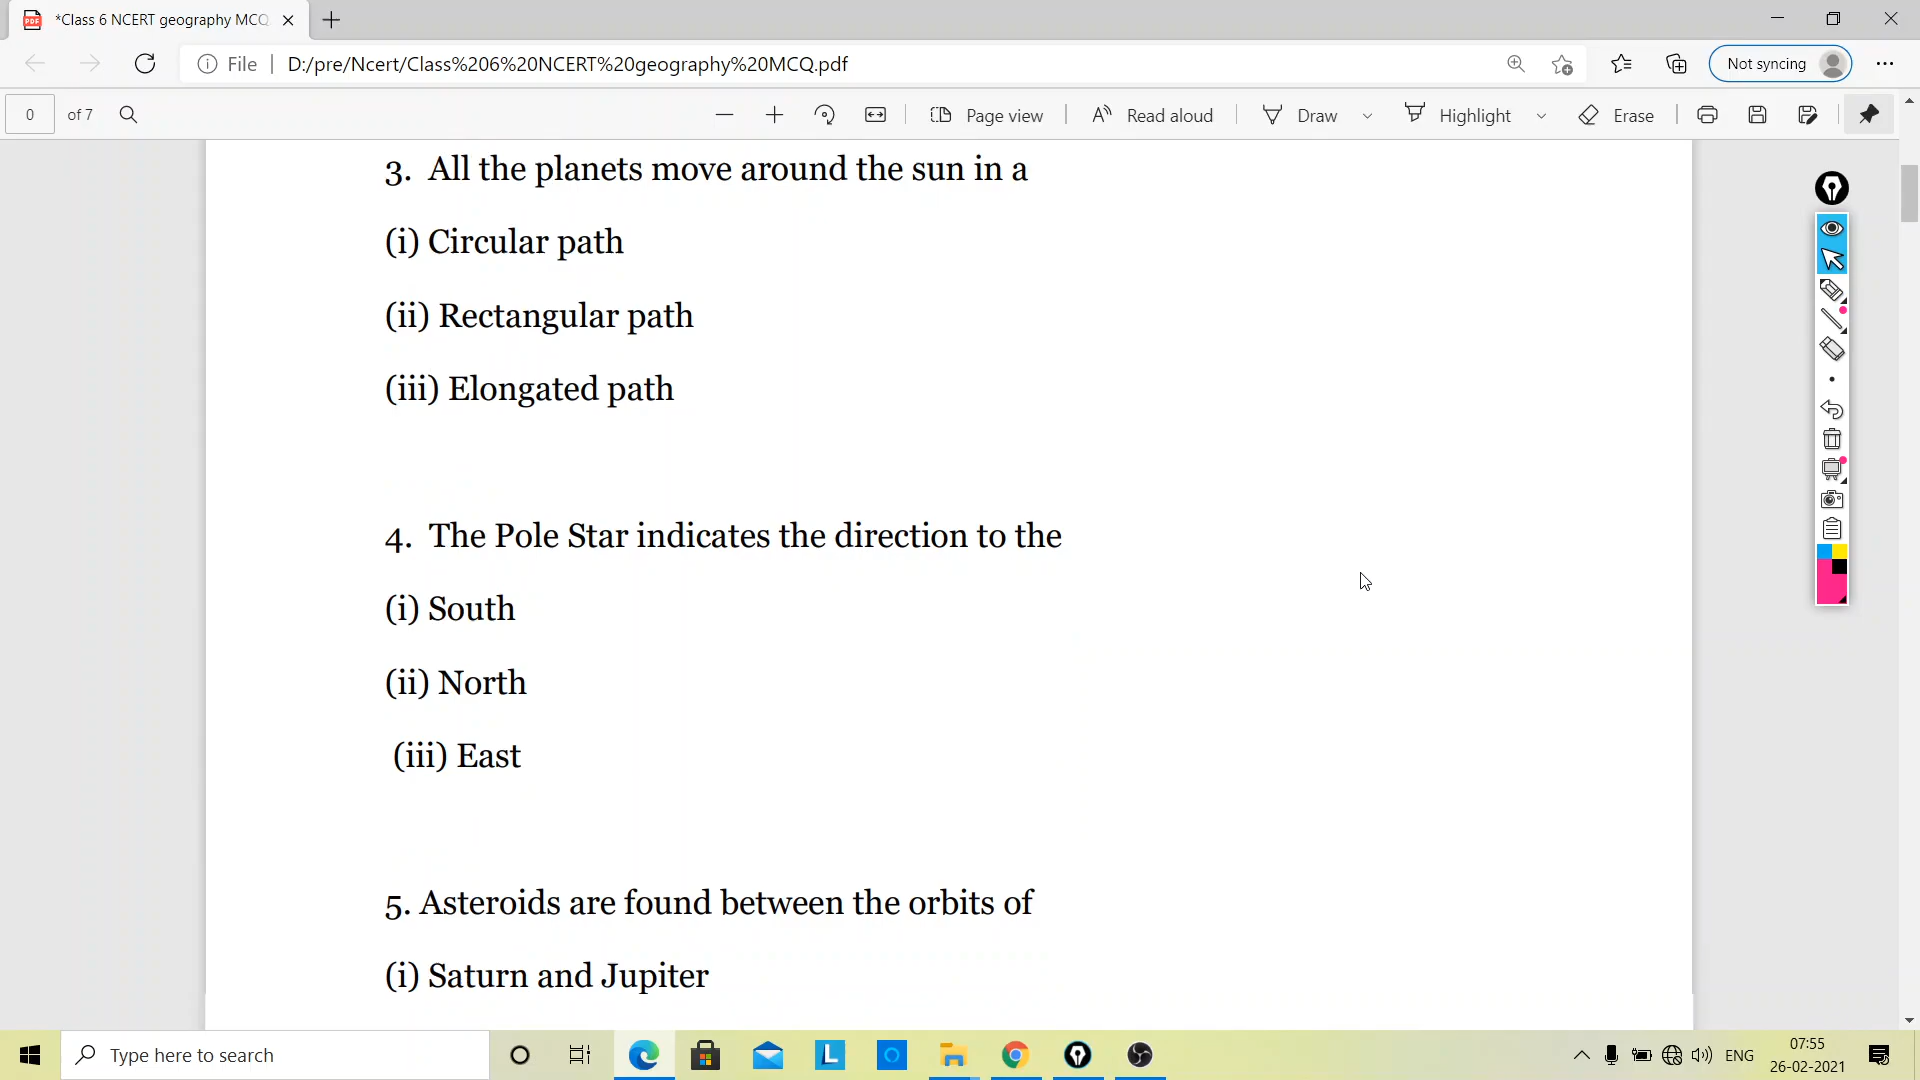 *Class 6 NCERT geography MCQ
File
D:/pre/Ncert/Class%206%20NCERT%20geography%20MCQ.pdf
Not syncing
0 of 7
Page view
Read aloud
Draw
Highlight
Erase
3. All the planets move around the sun in a
(i) Circular path
(ii) Rectangular path
(iii) Elongated path
4. The Pole Star indicates the direction to the
(i) South
(ii) North
(iii) East
5. Asteroids are found between the orbits of
(i) Saturn and Jupiter
Type here to search
L
ENG
07:55
26-02-2021